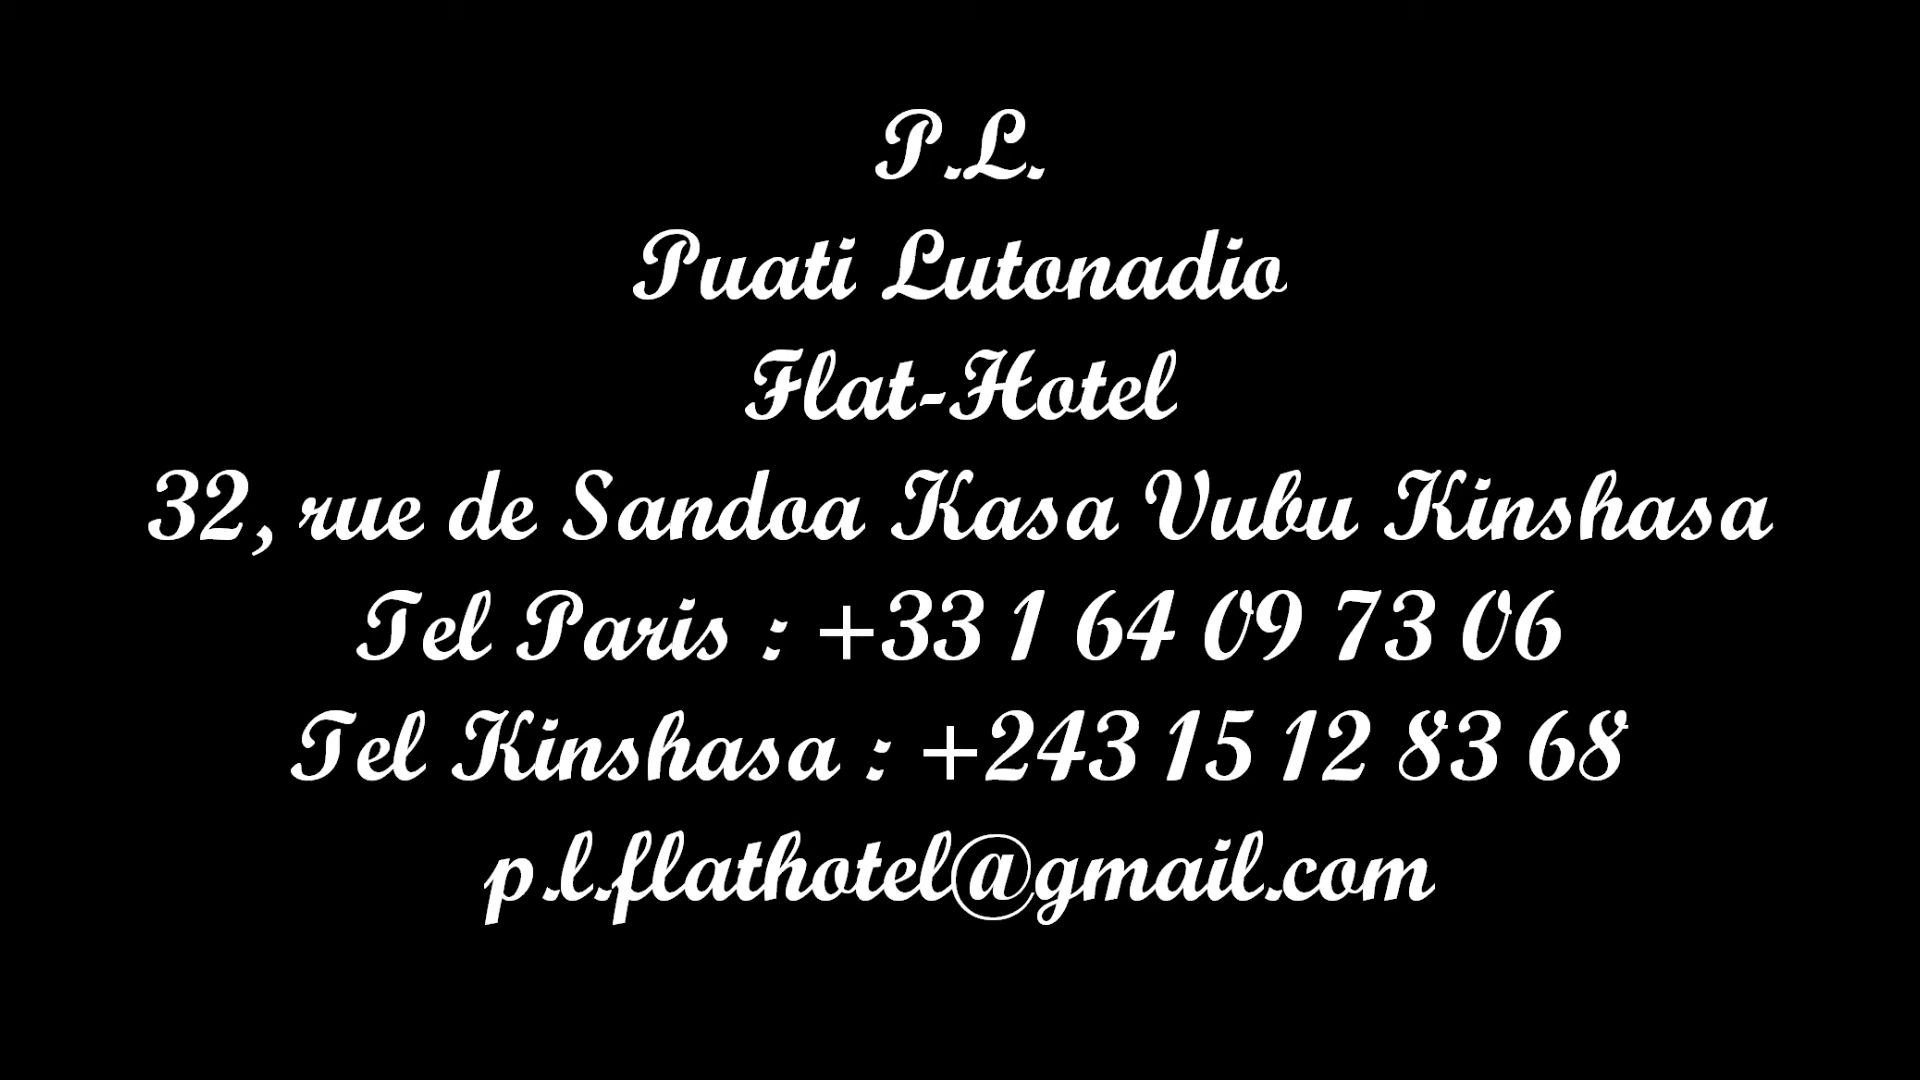 P.L.
Puati Lutonadio
Flat-Hotel
32, rue de Sandoa Kasa Vubu Kinshasa
Tel Paris : +33 1 64 09 73 06
Tel Kinshasa : +243 15 12 83 68
p.l.flathotel@gmail.com